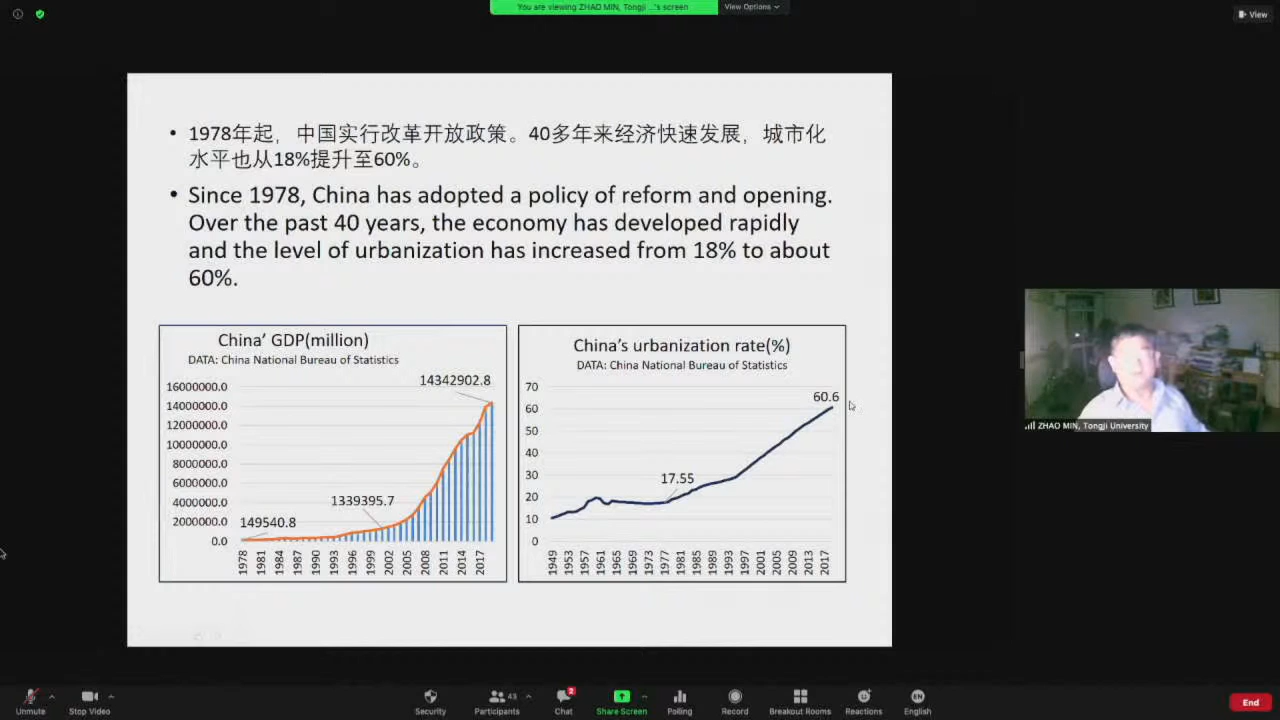 You are viewing ZHAO MIN, Tongji ...'s screen
View Options
View
• 1978年起，中国实行改革开放政策。40多年来经济快速发展，城市化
水平也从18%提升至60%。
• Since 1978, China has adopted a policy of reform and opening.
Over the past 40 years, the economy has developed rapidly
and the level of urbanization has increased from 18% to about
60%.
China' GDP(million)
DATA: China National Bureau of Statistics
14342902.8
16000000.0
14000000.0
12000000.0
10000000.0
8000000.0
6000000.0
4000000.0
2000000.0
0.0
1339395.7
149540.8
1978 1981 1984 1987 1990 1993 1996 1999 2002 2005 2008 2011 2014 2017
China's urbanization rate(%)
DATA: China National Bureau of Statistics
70
60
50
40
30
20
10
0
60.6
17.55
1949 1953 1957 1961 1965 1969 1973 1977 1981 1985 1989 1993 1997 2001 2005 2009 2013 2017
ZHAO MIN, Tongji University
Unmute
Stop Video
Security
Participants 43
Chat 2
Share Screen
Polling
Record
Breakout Rooms
Reactions
EN
English
End